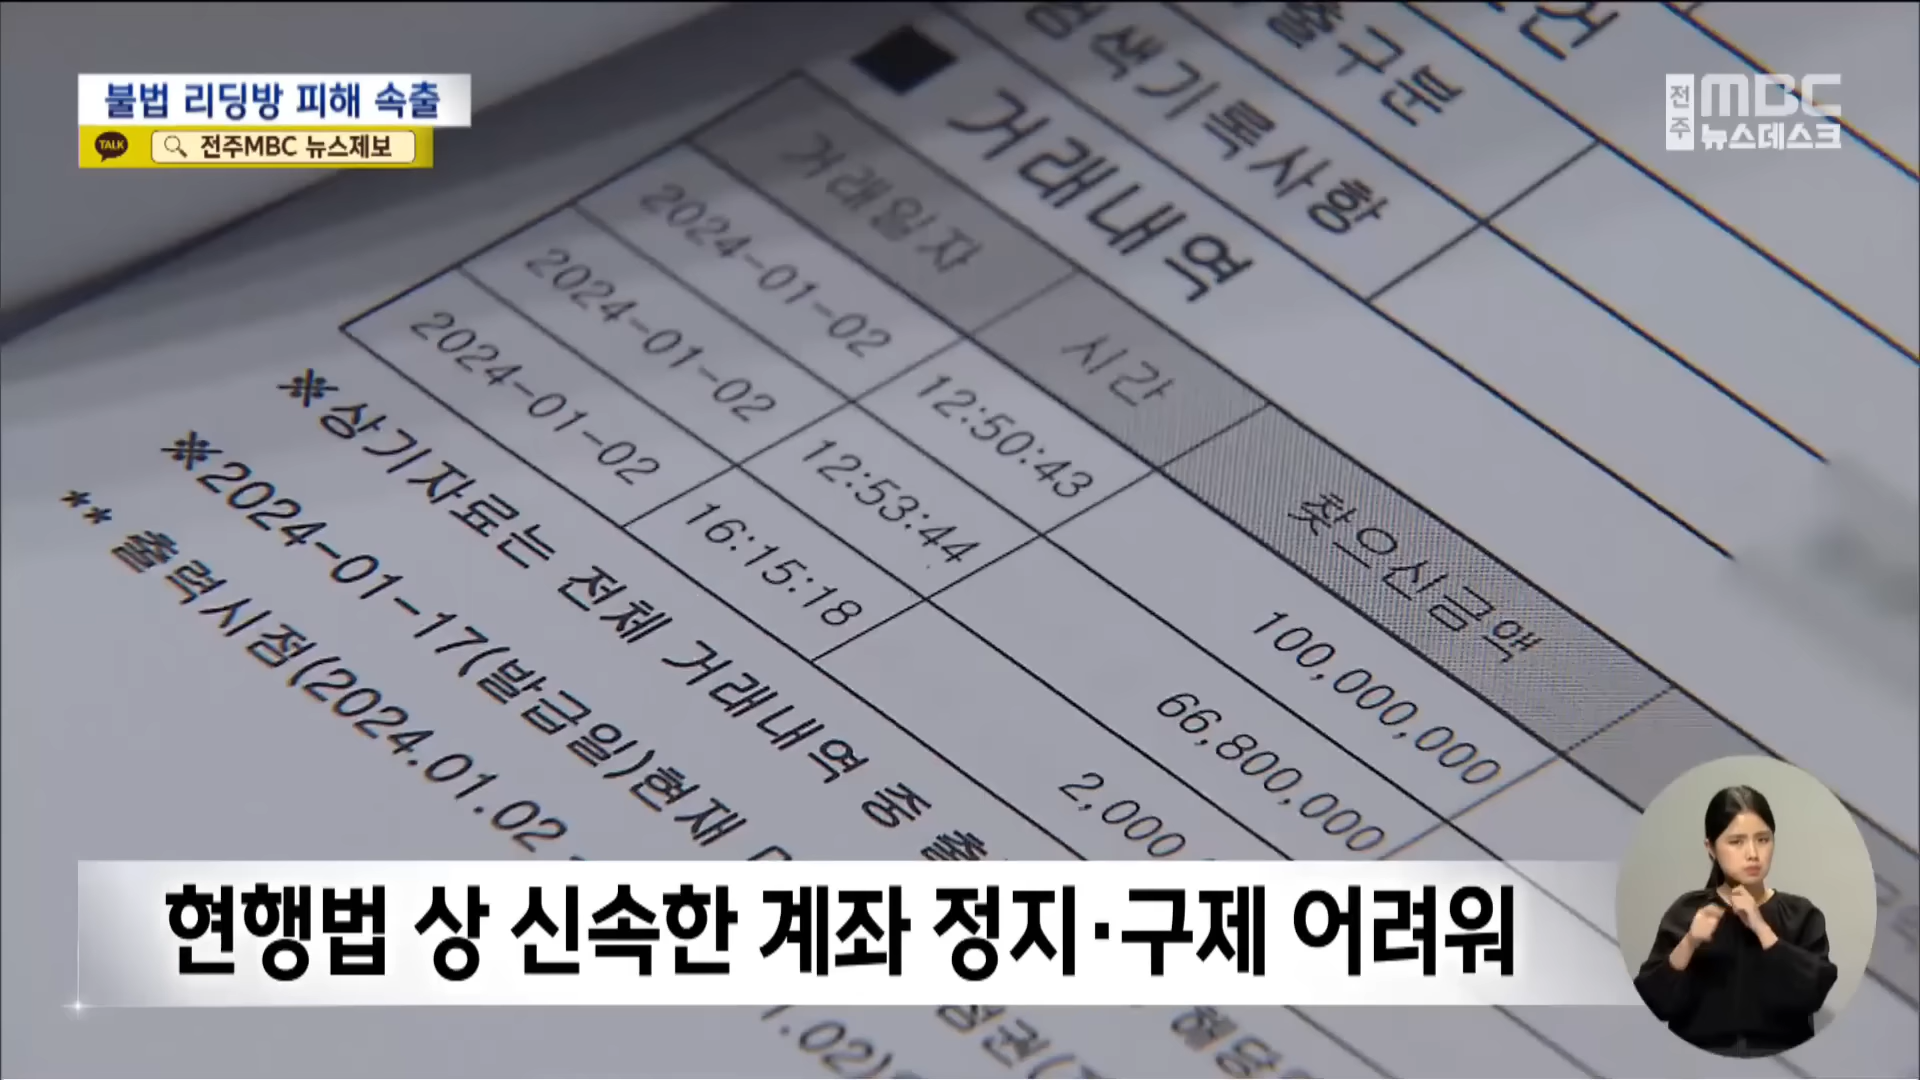 불법 리딩방 피해 속출
TALK
전주MBC 뉴스제보
전주
MBC
뉴스데스크
출구분
검색기록사항
■ 거래내역
거래일자 시간 찾으신금액
2024-01-02 12:50:43 100,000,000
2024-01-02 12:53:44 66,800,000
2024-01-02 16:15:18 2,000
※상기자료는 전체 거래내역 중
※2024-01-17(발급일)현재
** 출력시점(2024.01.02
현행법 상 신속한 계좌 정지·구제 어려워